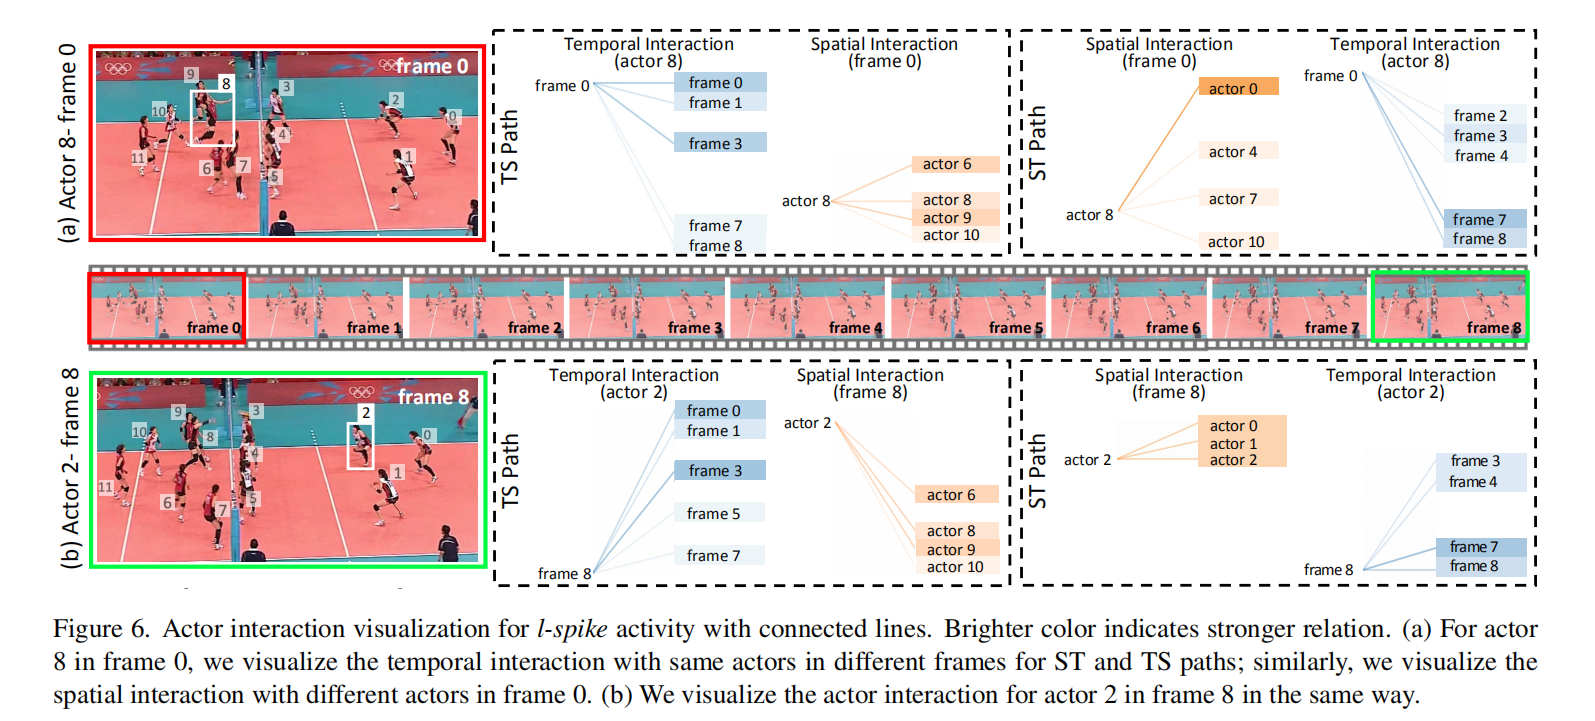 (a) Actor 8- frame 0
frame 0
9
8
3
2
0
10
4
11
6
7
5
1
TS Path
Temporal Interaction
(actor 8)
frame 0
frame 0
frame 1
frame 3
frame 7
frame 8
Spatial Interaction
(frame 0)
actor 8
actor 6
actor 8
actor 9
actor 10
ST Path
Spatial Interaction
(frame 0)
actor 8
actor 0
actor 4
actor 7
actor 10
Temporal Interaction
(actor 8)
frame 0
frame 2
frame 3
frame 4
frame 7
frame 8
frame 0
frame 1
frame 2
frame 3
frame 4
frame 5
frame 6
frame 7
frame 8
(b) Actor 2- frame 8
frame 8
9
3
2
10
8
0
4
11
6
7
5
1
TS Path
Temporal Interaction
(actor 2)
frame 8
frame 0
frame 1
frame 3
frame 5
frame 7
Spatial Interaction
(frame 8)
actor 2
actor 6
actor 8
actor 9
actor 10
ST Path
Spatial Interaction
(frame 8)
actor 2
actor 0
actor 1
actor 2
Temporal Interaction
(actor 2)
frame 8
frame 3
frame 4
frame 7
frame 8
Figure 6. Actor interaction visualization for l-spike activity with connected lines. Brighter color indicates stronger relation. (a) For actor
8 in frame 0, we visualize the temporal interaction with same actors in different frames for ST and TS paths; similarly, we visualize the
spatial interaction with different actors in frame 0. (b) We visualize the actor interaction for actor 2 in frame 8 in the same way.